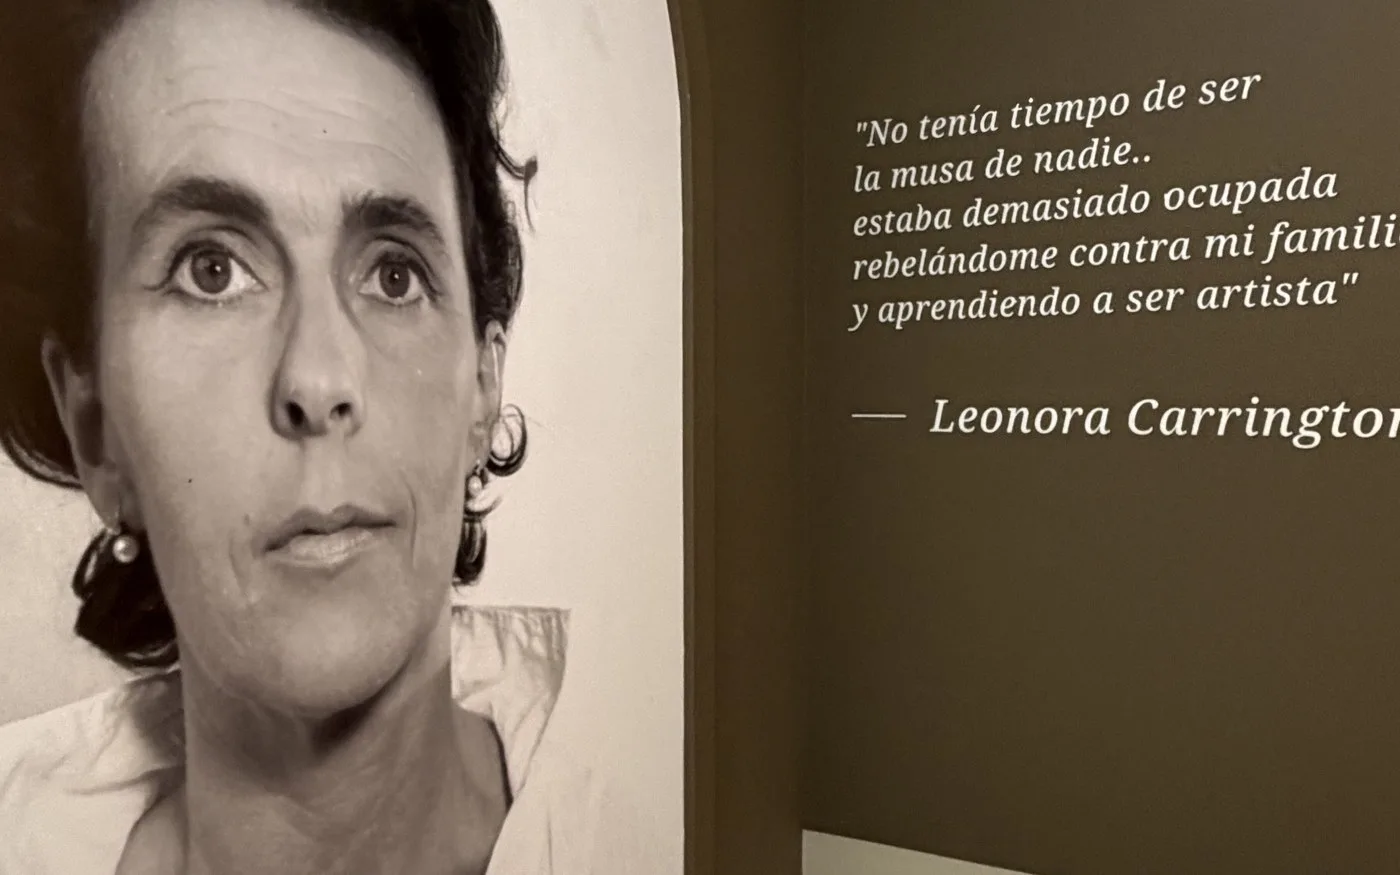 "No tenía tiempo de ser
la musa de nadie..
estaba demasiado ocupada
rebelándome contra mi famili
y aprendiendo a ser artista"
— Leonora Carrington